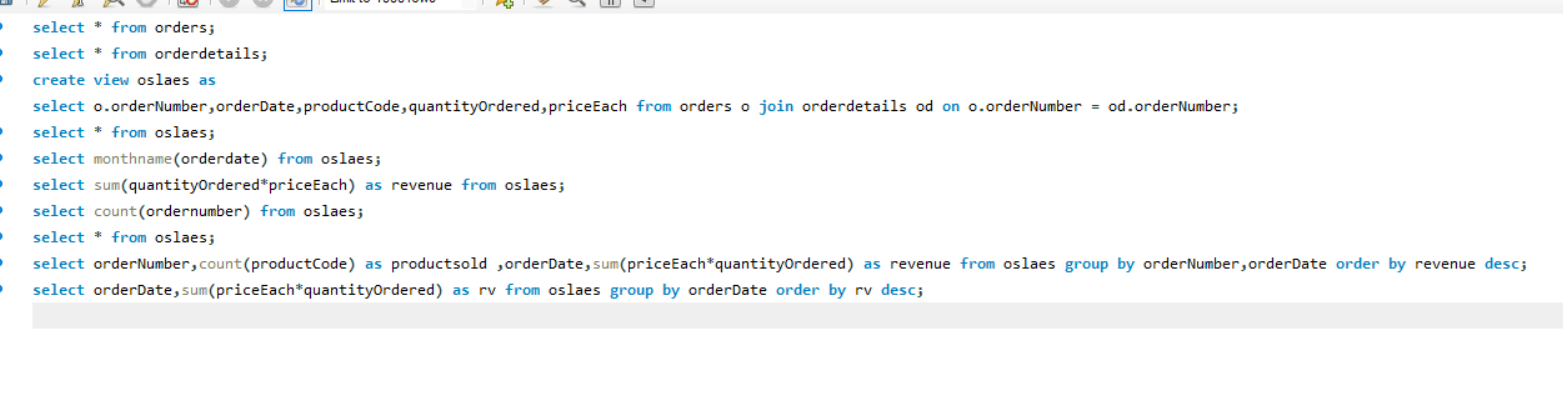 select * from orders;
select * from orderdetails;
create view oslaes as
select o.orderNumber,orderDate,productCode,quantityOrdered,priceEach from orders o join orderdetails od on o.orderNumber = od.orderNumber;
select * from oslaes;
select monthname(orderdate) from oslaes;
select sum(quantityOrdered*priceEach) as revenue from oslaes;
select count(ordernumber) from oslaes;
select * from oslaes;
select orderNumber,count(productCode) as productsold ,orderDate,sum(priceEach*quantityOrdered) as revenue from oslaes group by orderNumber,orderDate order by revenue desc;
select orderDate,sum(priceEach*quantityOrdered) as rv from oslaes group by orderDate order by rv desc;